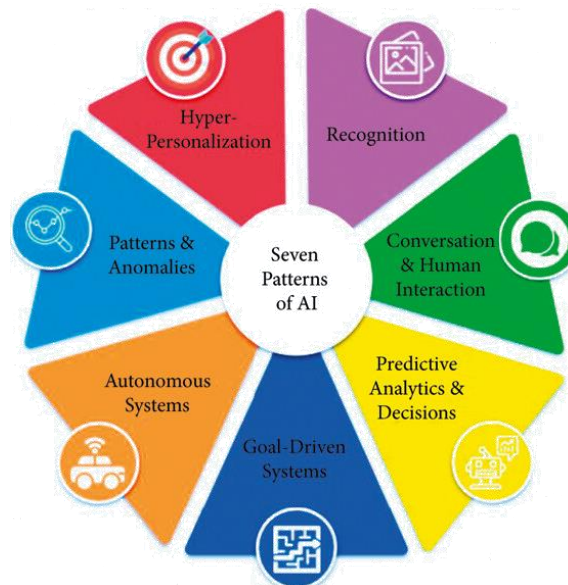 Hyper-
Personalization
Recognition
Patterns &
Anomalies
Seven
Patterns
of AI
Conversation
& Human
Interaction
Autonomous
Systems
Predictive
Analytics &
Decisions
Goal-Driven
Systems